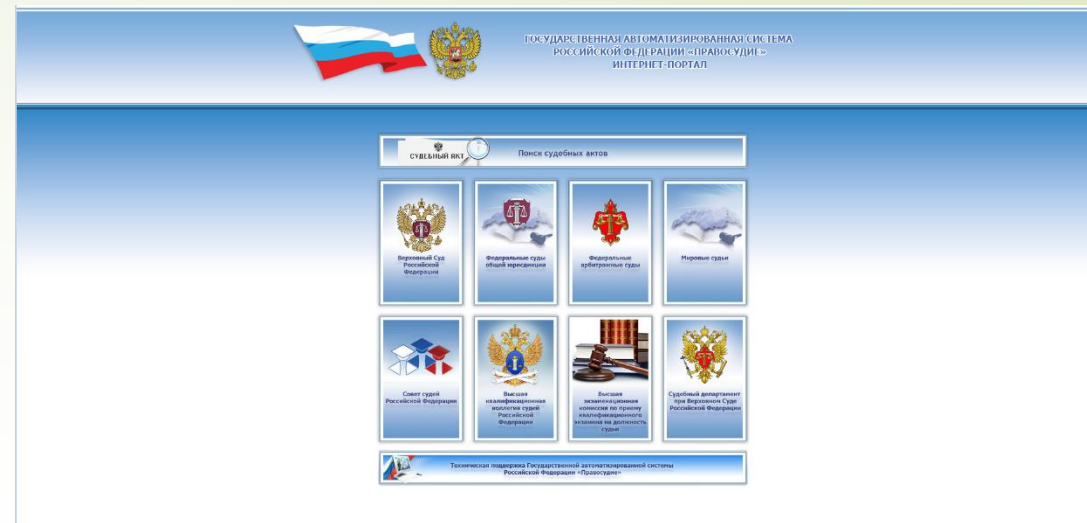 ГОСУДАРСТВЕННАЯ АВТОМАТИЗИРОВАННАЯ СИСТЕМА
РОССИЙСКОЙ ФЕДЕРАЦИИ «ПРАВОСУДИЕ»
ИНТЕРНЕТ-ПОРТАЛ
СУДЕБНЫЙ АКТ
Поиск судебных актов
Верховный Суд
Российской
Федерации
Федеральные суды
общей юрисдикции
Федеральные
арбитражные суды
Мировые судьи
Совет судей
Российской Федерации
Высшая
квалификационная
коллегия судей
Российской
Федерации
Высшая
экзаменационная
комиссия по приему
квалификационного
экзамена на должность
судьи
Судебный департамент
при Верховном Суде
Российской Федерации
Техническая поддержка Государственной автоматизированной системы
Российской Федерации «Правосудие»